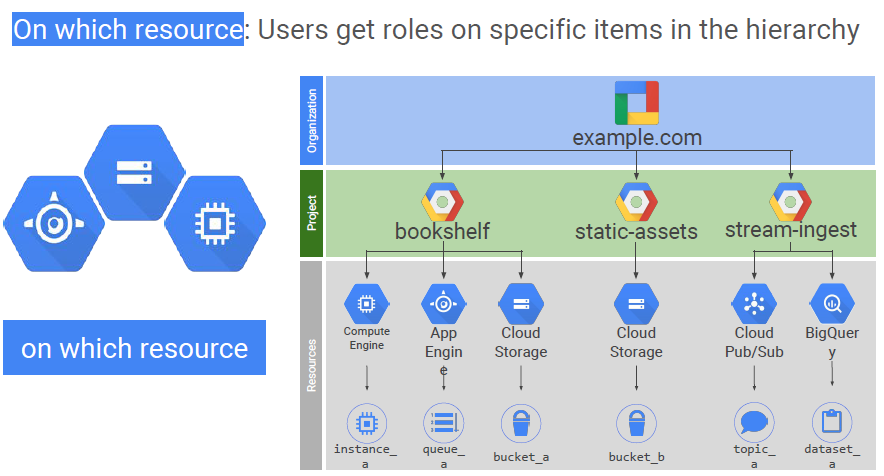 On which resource: Users get roles on specific items in the hierarchy
Organization
example.com
Project
bookshelf
static-assets
stream-ingest
on which resource
Resources
Compute
Engine
App
Engin
e
Cloud
Storage
Cloud
Storage
Cloud
Pub/Sub
BigQuer
y
instance_
a
queue_
a
bucket_a
bucket_b
topic_
a
dataset_
a